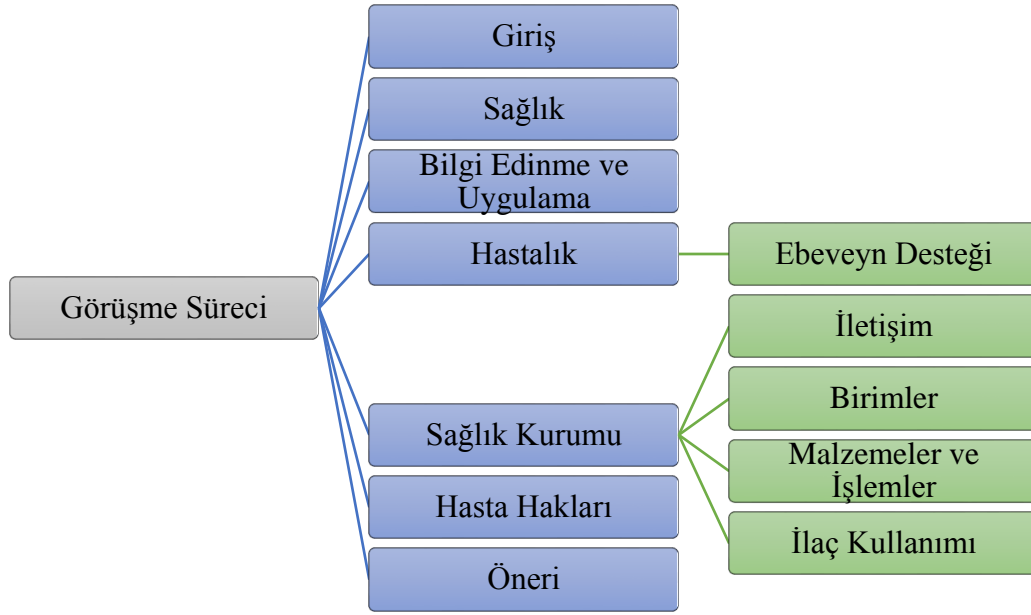 Görüşme Süreci
Giriş
Sağlık
Bilgi Edinme ve
Uygulama
Hastalık
Ebeveyn Desteği
Sağlık Kurumu
İletişim
Birimler
Malzemeler ve
İşlemler
İlaç Kullanımı
Hasta Hakları
Öneri